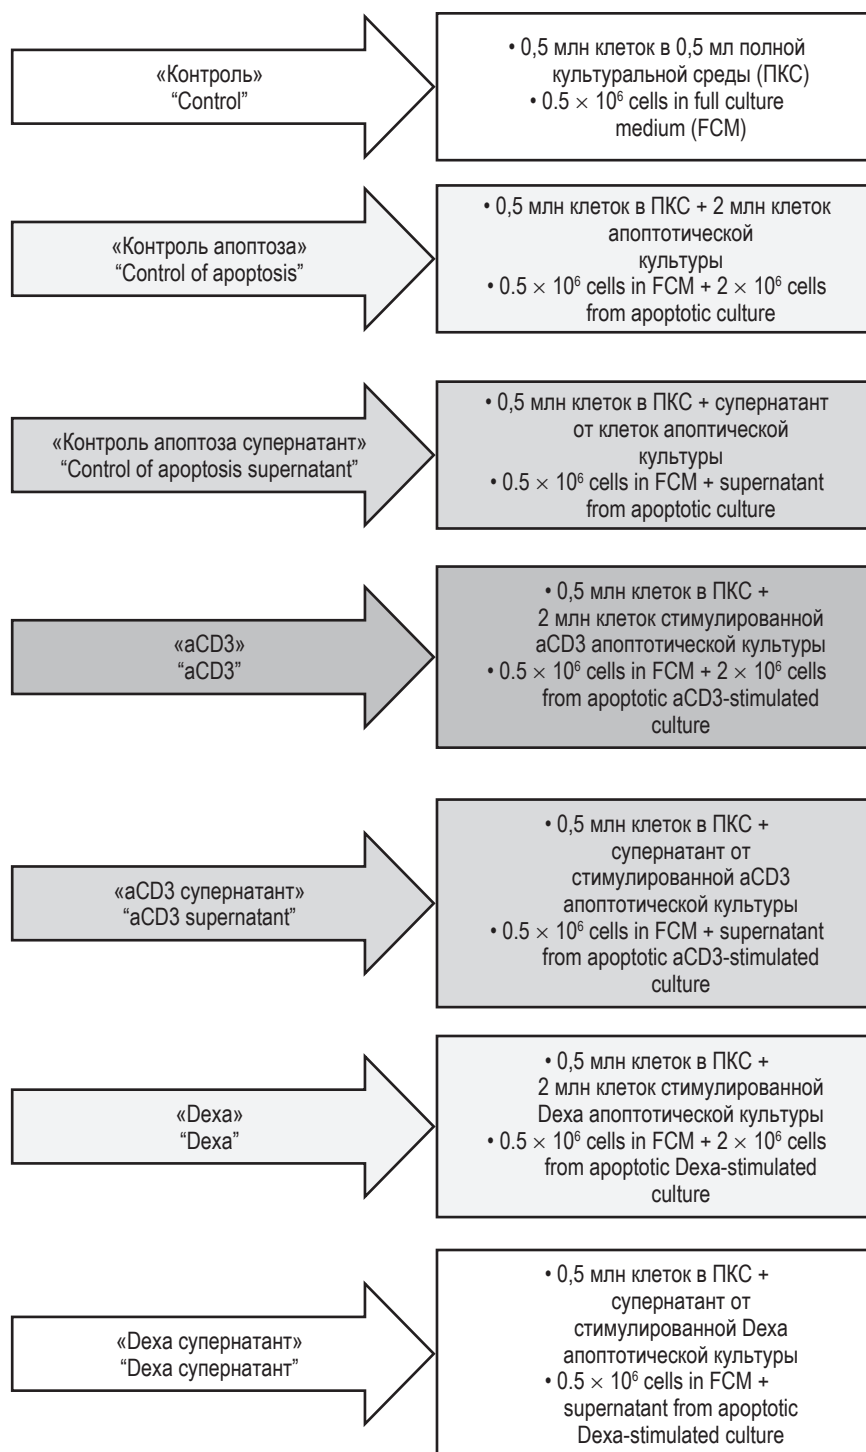 «Контроль»
“Control”
• 0,5 млн клеток в 0,5 мл полной
культуральной среды (ПКС)
• 0.5 × 10⁶ cells in full culture
medium (FCM)
«Контроль апоптоза»
“Control of apoptosis”
• 0,5 млн клеток в ПКС + 2 млн клеток
апоптотической
культуры
• 0.5 × 10⁶ cells in FCM + 2 × 10⁶ cells
from apoptotic culture
«Контроль апоптоза супернатант»
“Control of apoptosis supernatant”
• 0,5 млн клеток в ПКС + супернатант
от клеток апоптической
культуры
• 0.5 × 10⁶ cells in FCM + supernatant
from apoptotic culture
«aCD3»
“aCD3”
• 0,5 млн клеток в ПКС +
2 млн клеток стимулированной
aCD3 апоптотической культуры
• 0.5 × 10⁶ cells in FCM + 2 × 10⁶ cells
from apoptotic aCD3-stimulated
culture
«aCD3 супернатант»
“aCD3 supernatant”
• 0,5 млн клеток в ПКС +
супернатант от
стимулированной aCD3
апоптотической культуры
• 0.5 × 10⁶ cells in FCM + supernatant
from apoptotic aCD3-stimulated
culture
«Dexa»
“Dexa”
• 0,5 млн клеток в ПКС +
2 млн клеток стимулированной
Dexa апоптотической культуры
• 0.5 × 10⁶ cells in FCM + 2 × 10⁶ cells
from apoptotic Dexa-stimulated
culture
«Dexa супернатант»
“Dexa супернатант”
• 0,5 млн клеток в ПКС +
супернатант от
стимулированной Dexa
апоптотической культуры
• 0.5 × 10⁶ cells in FCM +
supernatant from apoptotic
Dexa-stimulated culture